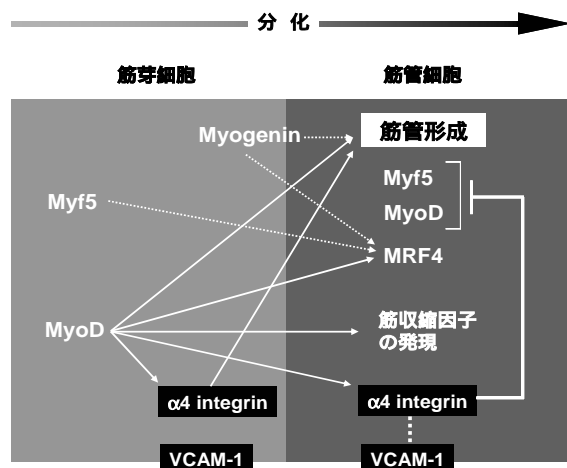 分 化
筋芽細胞
筋管細胞
Myogenin
筋管形成
Myf5
MyoD
Myf5
MRF4
MyoD
筋収縮因子
の発現
α4 integrin
α4 integrin
VCAM-1
VCAM-1